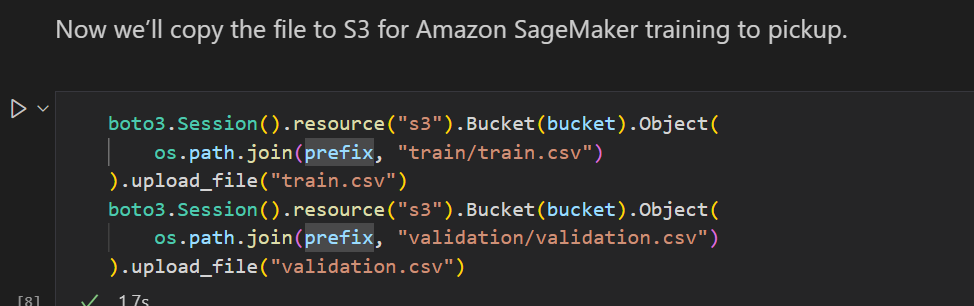 Now we'll copy the file to S3 for Amazon SageMaker training to pickup.
boto3.Session().resource("s3").Bucket(bucket).Object(
os.path.join(prefix, "train/train.csv")
).upload_file("train.csv")
boto3.Session().resource("s3").Bucket(bucket).Object(
os.path.join(prefix, "validation/validation.csv")
).upload_file("validation.csv")
[8] 1.7s